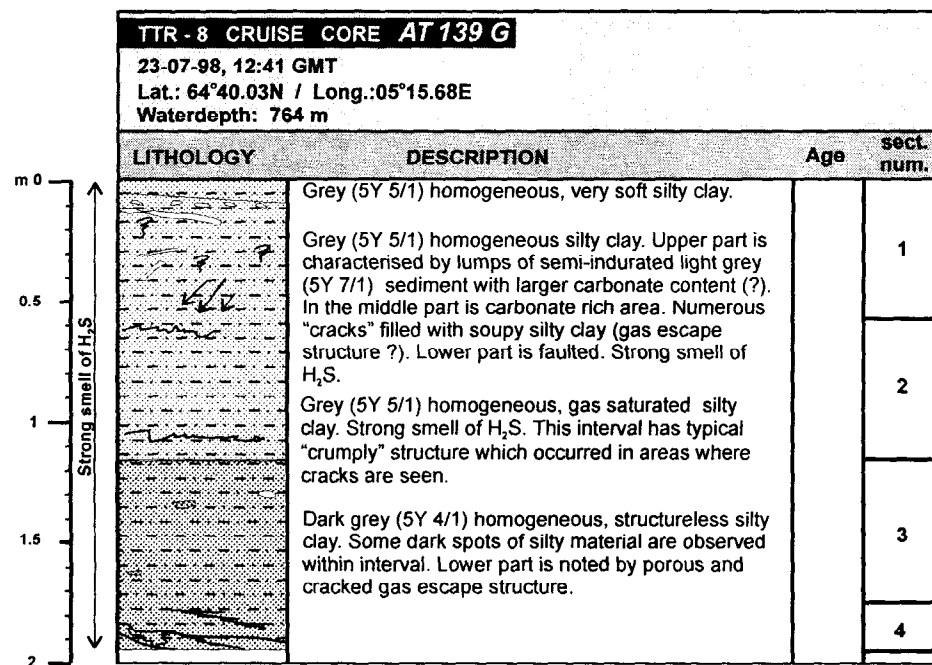 TTR - 8 CRUISE CORE AT 139 G
23-07-98, 12:41 GMT
Lat.: 64°40.03N / Long.:05°15.68E
Waterdepth: 764 m
LITHOLOGY DESCRIPTION Age sect. num.
m 0
0.5
1
1.5
2
Strong smell of H₂S
Grey (5Y 5/1) homogeneous, very soft silty clay.
Grey (5Y 5/1) homogeneous silty clay. Upper part is
characterised by lumps of semi-indurated light grey
(5Y 7/1) sediment with larger carbonate content (?).
In the middle part is carbonate rich area. Numerous
"cracks" filled with soupy silty clay (gas escape
structure ?). Lower part is faulted. Strong smell of
H₂S.
Grey (5Y 5/1) homogeneous, gas saturated silty
clay. Strong smell of H₂S. This interval has typical
"crumply" structure which occurred in areas where
cracks are seen.
Dark grey (5Y 4/1) homogeneous, structureless silty
clay. Some dark spots of silty material are observed
within interval. Lower part is noted by porous and
cracked gas escape structure.
1
2
3
4